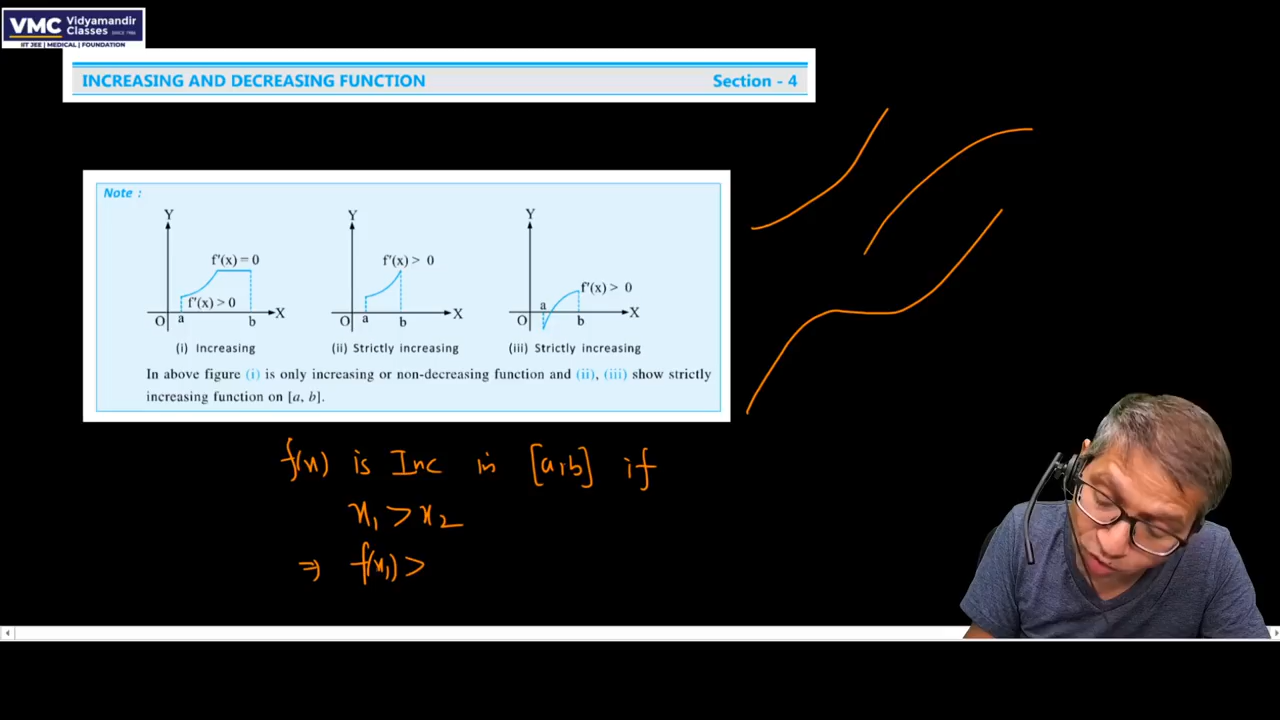 VMC Vidyamandir Classes SINCE 1986
IIT JEE | MEDICAL | FOUNDATION
INCREASING AND DECREASING FUNCTION Section - 4
Note :
Y Y Y
f'(x) = 0 f'(x) > 0 f'(x) > 0
f'(x) > 0 a
O a b X O a b X O b X
(i) Increasing (ii) Strictly increasing (iii) Strictly increasing
In above figure (i) is only increasing or non-decreasing function and (ii), (iii) show strictly
increasing function on [a, b].
f(x) is Inc in [a,b] if
x₁ > x₂
⇒ f(x₁) >